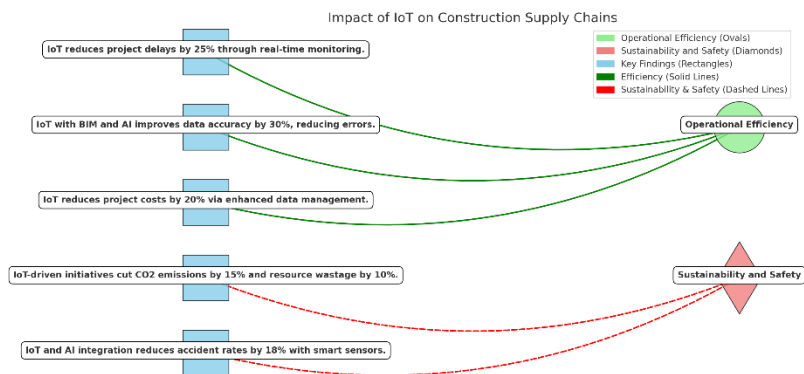 Impact of IoT on Construction Supply Chains
Operational Efficiency (Ovals)
Sustainability and Safety (Diamonds)
Key Findings (Rectangles)
Efficiency (Solid Lines)
Sustainability & Safety (Dashed Lines)
IoT reduces project delays by 25% through real-time monitoring.
IoT with BIM and AI improves data accuracy by 30%, reducing errors.
Operational Efficiency
IoT reduces project costs by 20% via enhanced data management.
IoT-driven initiatives cut CO2 emissions by 15% and resource wastage by 10%.
Sustainability and Safety
IoT and AI integration reduces accident rates by 18% with smart sensors.